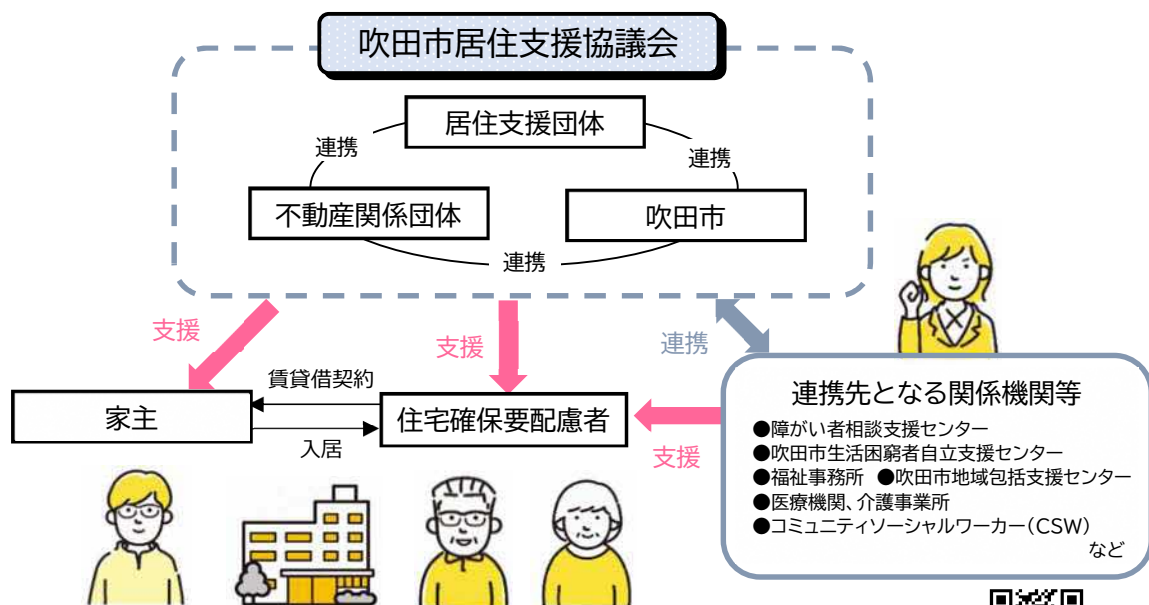 吹田市居住支援協議会
居住支援団体
連携
連携
不動産関係団体
吹田市
連携
支援
支援
連携
賃貸借契約
家主
住宅確保要配慮者
入居
支援
連携先となる関係機関等
●障がい者相談支援センター
●吹田市生活困窮者自立支援センター
●福祉事務所 ●吹田市地域包括支援センター
●医療機関、介護事業所
●コミュニティソーシャルワーカー(CSW)
など